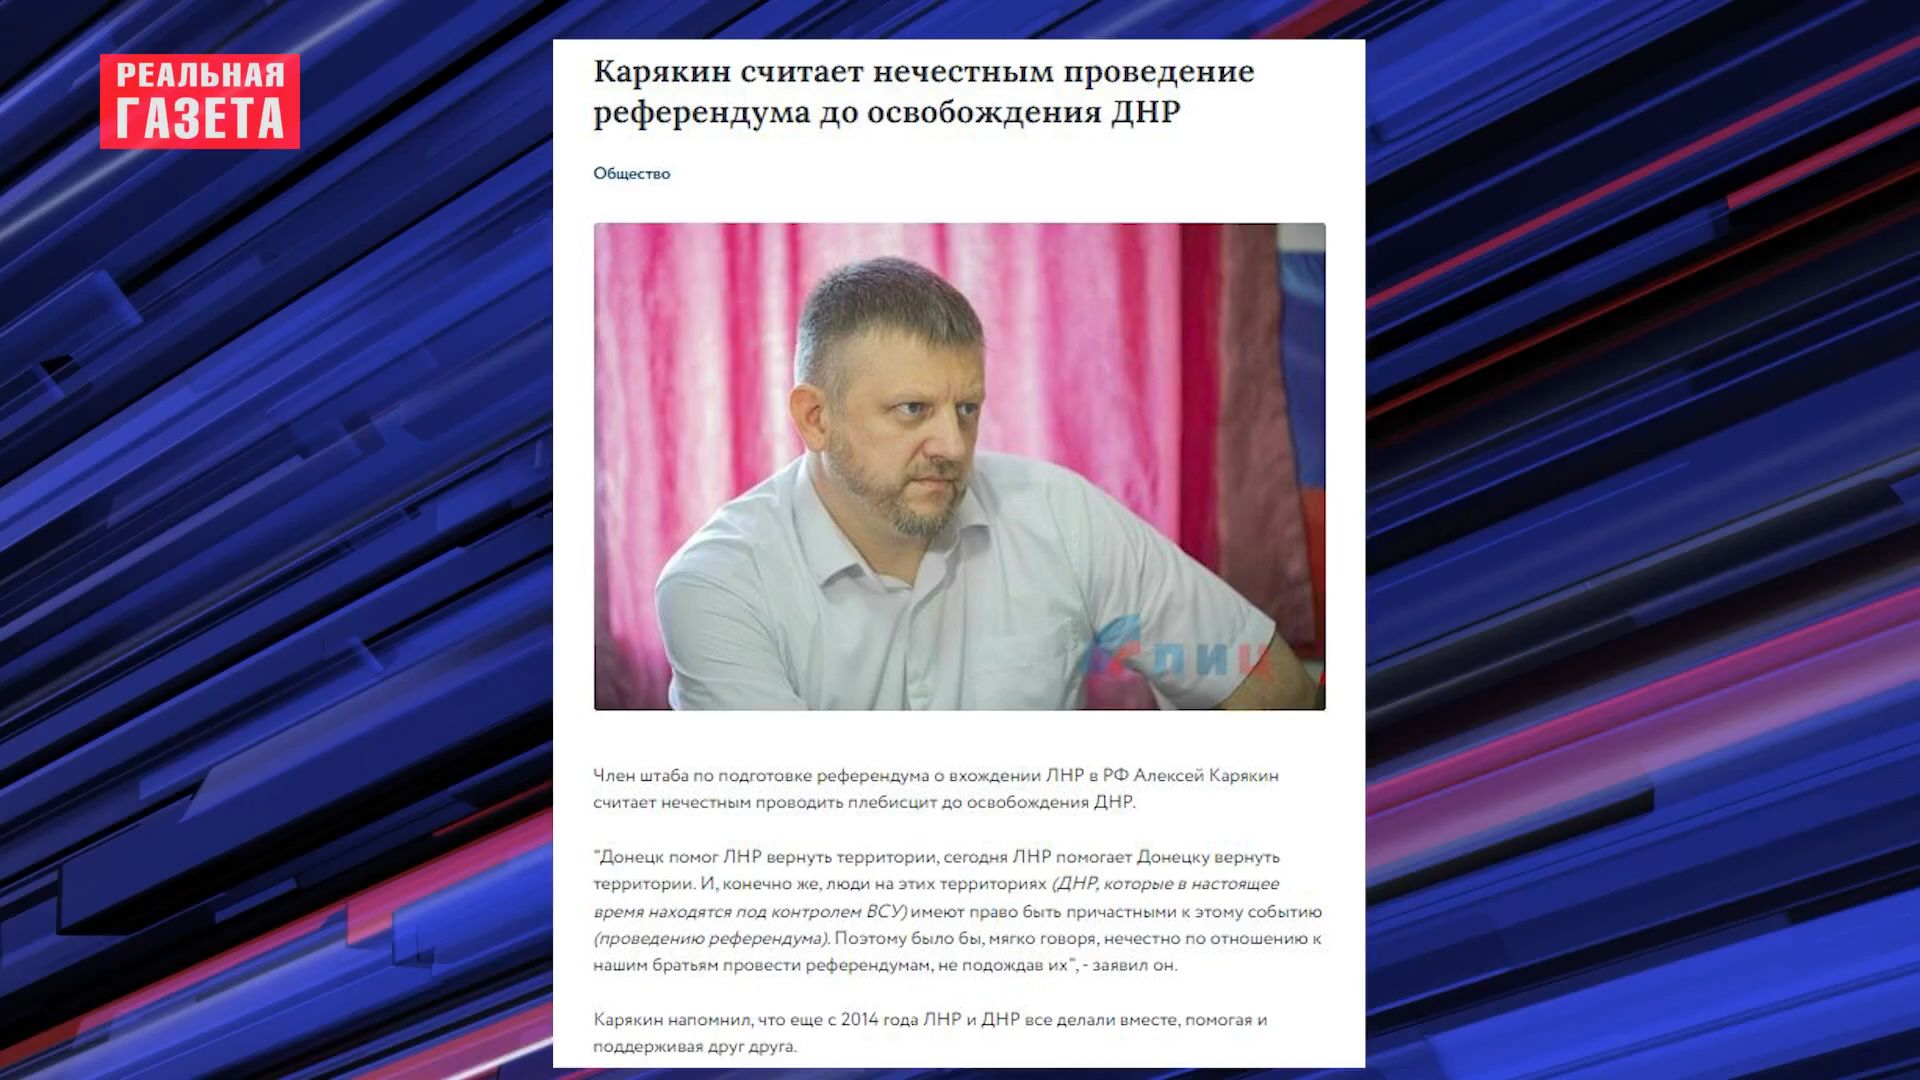 РЕАЛЬНАЯ
ГАЗЕТА
Карякин считает нечестным проведение
референдума до освобождения ДНР
Общество
ЛИЦ
Член штаба по подготовке референдума о вхождении ЛНР в РФ Алексей Карякин
считает нечестным проводить плебисцит до освобождения ДНР.
"Донецк помог ЛНР вернуть территории, сегодня ЛНР помогает Донецку вернуть
территории. И, конечно же, люди на этих территориях (ДНР, которые в настоящее
время находятся под контролем ВСУ) имеют право быть причастными к этому событию
(проведению референдума). Поэтому было бы, мягко говоря, нечестно по отношению к
нашим братьям провести референдумам, не подождав их", - заявил он.
Карякин напомнил, что еще с 2014 года ЛНР и ДНР все делали вместе, помогая и
поддерживая друг друга.